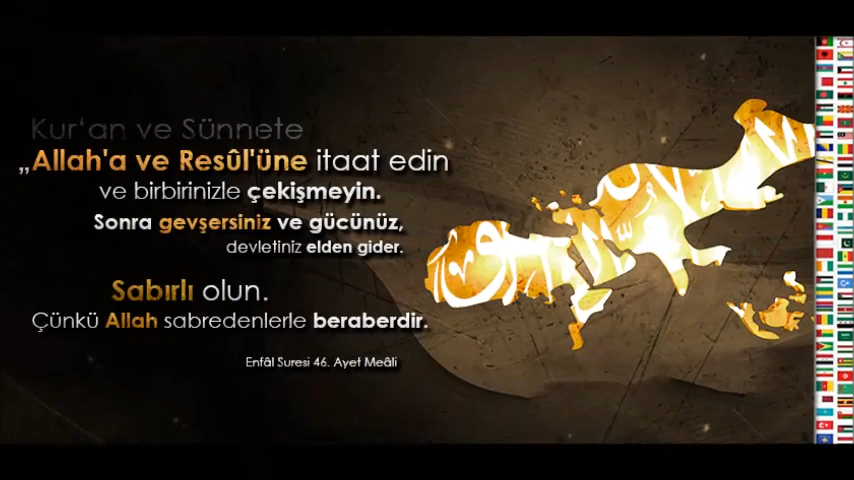 Kur‘an ve Sünnete
„Allah'a ve Resûl'üne itaat edin
ve birbirinizle çekişmeyin.
Sonra gevşersiniz ve gücünüz,
devletiniz elden gider.
Sabırlı olun.
Çünkü Allah sabredenlerle beraberdir.
Enfâl Suresi 46. Ayet Meâli